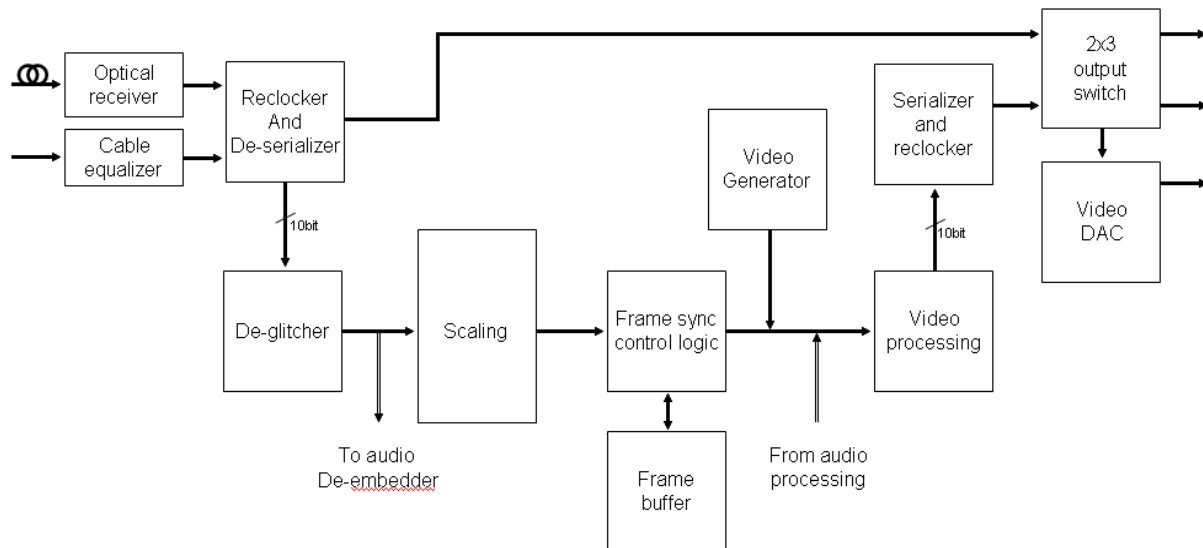 Optical
receiver
Cable
equalizer
Reclocker
And
De-serializer
10bit
De-glitcher
To audio
De-embedder
Scaling
Frame sync
control logic
Frame
buffer
Video
Generator
From audio
processing
Video
processing
10bit
Serializer
and
reclocker
2x3
output
switch
Video
DAC